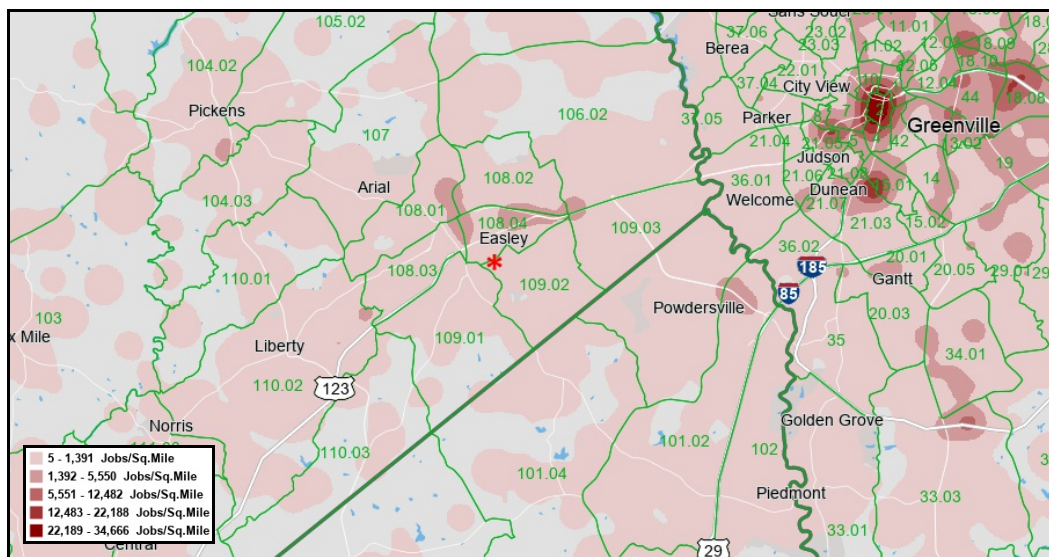 105.02
Sans Souci
11.01
37.06
23.02
Berea
23.03
11.02
18.09
104.02
22.01
18.10
37.04
City View
12.04
44
18.08
Pickens
106.02
37.05
Parker
7
Greenville
107
21.04
42
13.02
Judson
19
108.02
36.01
21.06
14
Arial
Dunean
104.03
Welcome
21.07
108.01
108.04
15.02
109.03
21.03
Easley
36.02
20.01
108.03
185
20.05
29.01
110.01
109.02
Gantt
85
Powdersville
103
20.03
x Mile
109.01
35
Liberty
34.01
110.02
123
Golden Grove
Norris
101.02
102
110.03
101.04
Piedmont
33.03
33.01
29
Central
5 - 1,391 Jobs/Sq.Mile
1,392 - 5,550 Jobs/Sq.Mile
5,551 - 12,482 Jobs/Sq.Mile
12,483 - 22,188 Jobs/Sq.Mile
22,189 - 34,666 Jobs/Sq.Mile